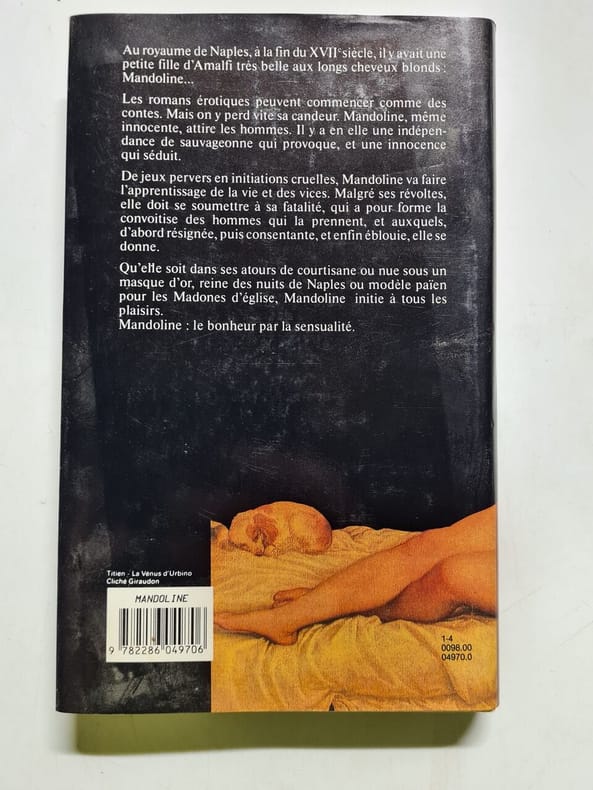 Au royaume de Naples, à la fin du XVIIe siècle, il y avait une
petite fille d'Amalfi très belle aux longs cheveux blonds :
Mandoline...
Les romans érotiques peuvent commencer comme des
contes. Mais on y perd vite sa candeur. Mandoline, même
innocente, attire les hommes. Il y a en elle une indépen-
dance de sauvageonne qui provoque, et une innocence
qui séduit.
De jeux pervers en initiations cruelles, Mandoline va faire
l'apprentissage de la vie et des vices. Malgré ses révoltes,
elle doit se soumettre à sa fatalité, qui a pour forme la
convoitise des hommes qui la prennent, et auxquels,
d'abord résignée, puis consentante, et enfin éblouie, elle se
donne.
Qu'elle soit dans ses atours de courtisane ou nue sous un
masque d'or, reine des nuits de Naples ou modèle païen
pour les Madones d'église, Mandoline initie à tous les
plaisirs.
Mandoline : le bonheur par la sensualité.
Titien - La Vénus d'Urbino
Cliché Giraudon
MANDOLINE
9 782286 049706
1-4
0098.00
04970.0